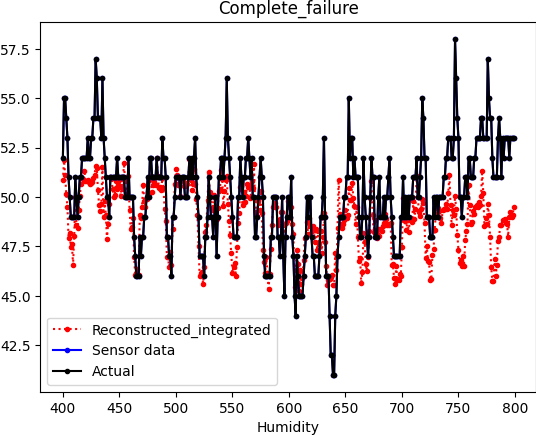 Complete_failure
57.5
55.0
52.5
50.0
47.5
45.0
42.5
Reconstructed_integrated
Sensor data
Actual
400 450 500 550 600 650 700 750 800
Humidity